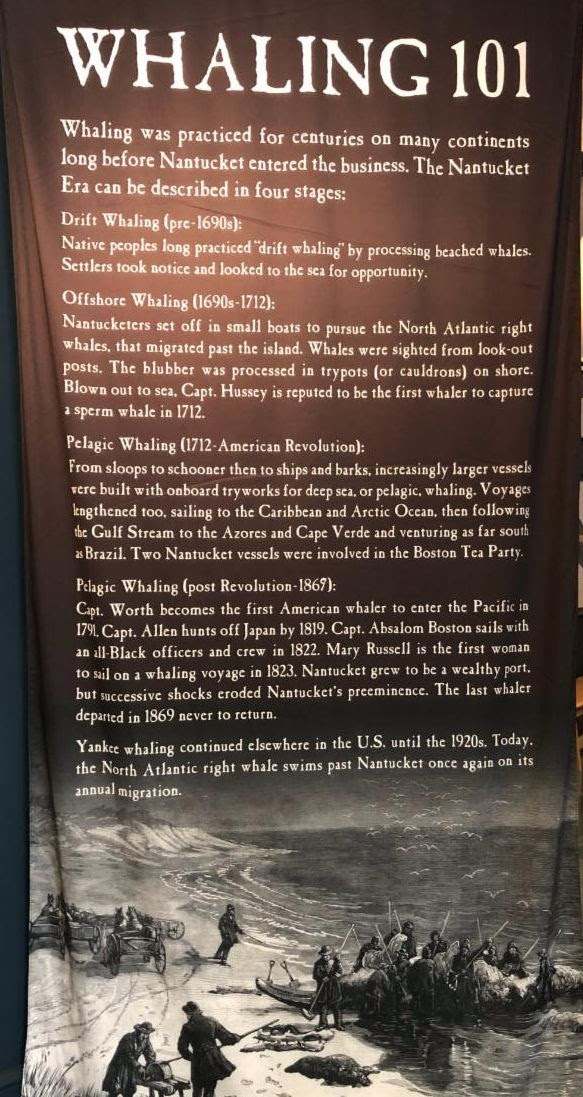 WHALING 101
Whaling was practiced for centuries on many continents
long before Nantucket entered the business. The Nantucket
Era can be described in four stages:
Drift Whaling (pre-1690s):
Native peoples long practiced "drift whaling" by processing beached whales.
Settlers took notice and looked to the sea for opportunity.
Offshore Whaling (1690s-1712):
Nantucketers set off in small boats to pursue the North Atlantic right
whales, that migrated past the island. Whales were sighted from look-out
posts. The blubber was processed in trypots (or cauldrons) on shore.
Blown out to sea, Capt. Hussey is reputed to be the first whaler to capture
a sperm whale in 1712.
Pelagic Whaling (1712-American Revolution):
From sloops to schooner then to ships and barks, increasingly larger vessels
were built with onboard tryworks for deep sea, or pelagic, whaling. Voyages
lengthened too, sailing to the Caribbean and Arctic Ocean, then following
the Gulf Stream to the Azores and Cape Verde and venturing as far south
as Brazil. Two Nantucket vessels were involved in the Boston Tea Party.
Pelagic Whaling (post Revolution-1867):
Capt. Worth becomes the first American whaler to enter the Pacific in
1791. Capt. Allen hunts off Japan by 1819. Capt. Absalom Boston sails with
an all-Black officers and crew in 1822. Mary Russell is the first woman
to sail on a whaling voyage in 1823. Nantucket grew to be a wealthy port,
but successive shocks eroded Nantucket's preeminence. The last whaler
departed in 1869 never to return.
Yankee whaling continued elsewhere in the U.S. until the 1920s. Today,
the North Atlantic right whale swims past Nantucket once again on its
annual migration.